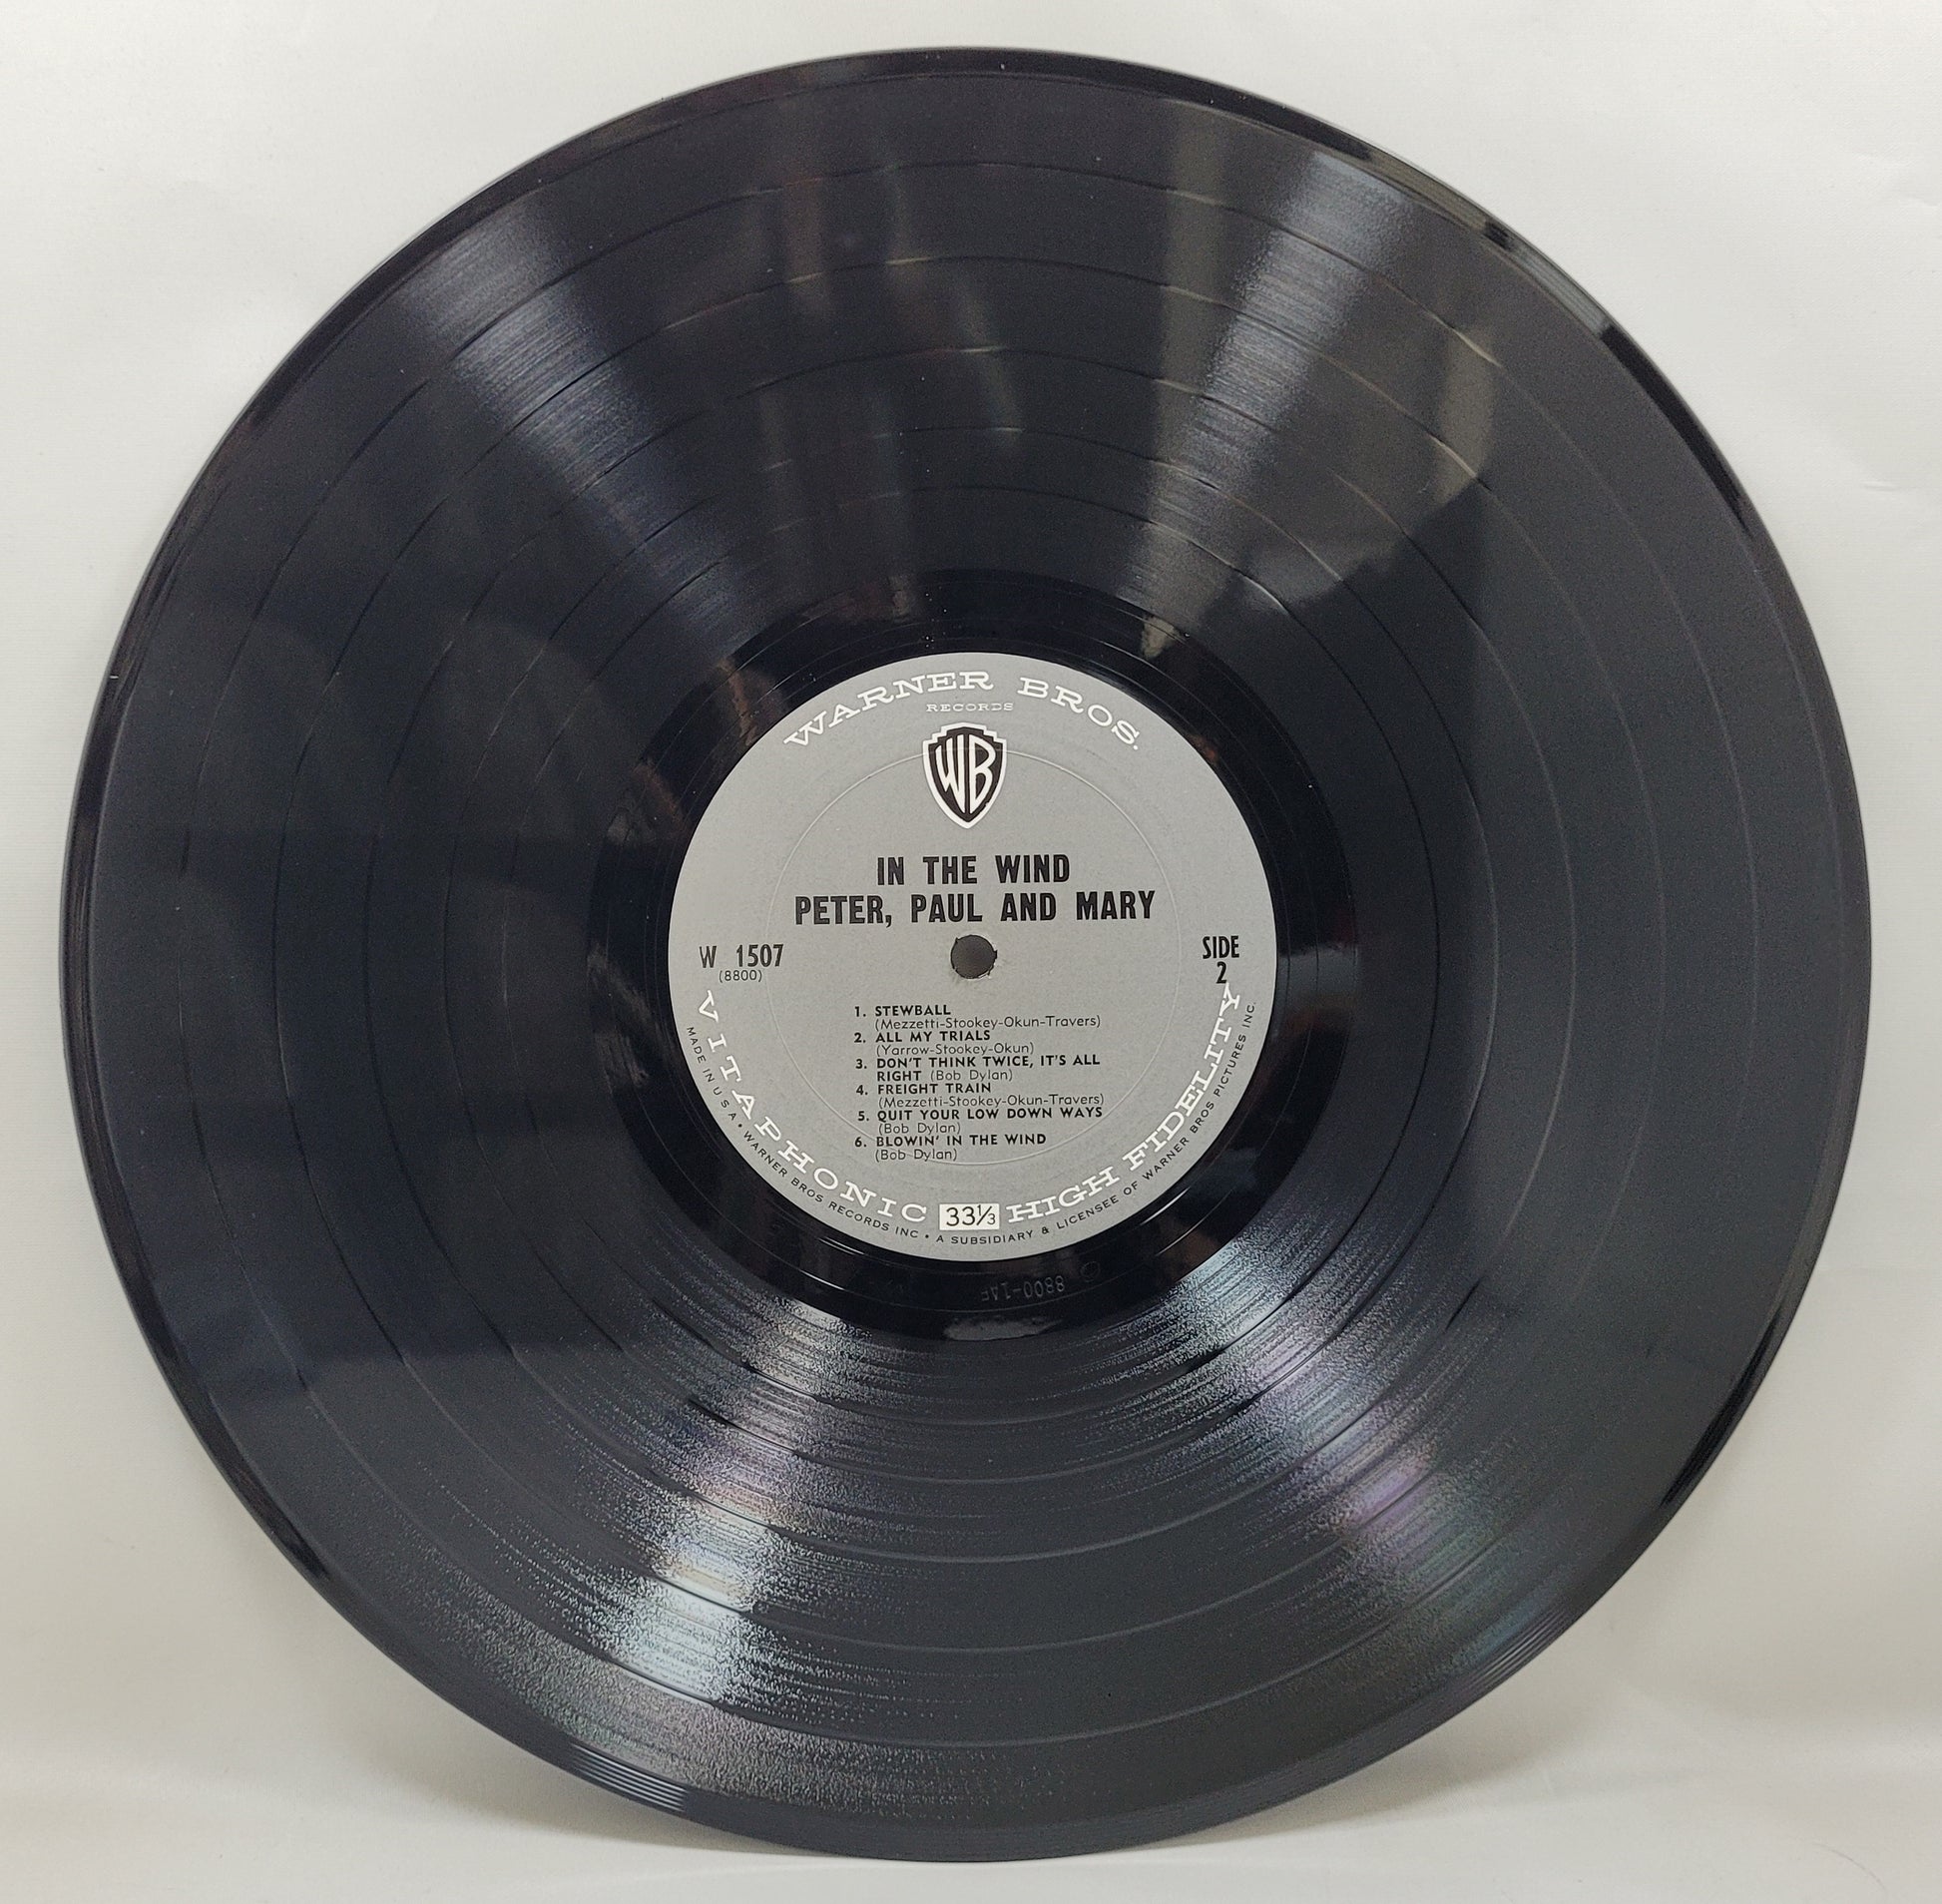 WARNER BROS.
RECORDS
WB
IN THE WIND
PETER, PAUL AND MARY
W 1507
(8800)
SIDE
2
1. STEWBALL
(Mezzetti-Stookey-Okun-Travers)
2. ALL MY TRIALS
(Yarrow-Stookey-Okun)
3. DON'T THINK TWICE, IT'S ALL
RIGHT (Bob Dylan)
4. FREIGHT TRAIN
(Mezzetti-Stookey-Okun-Travers)
5. QUIT YOUR LOW DOWN WAYS
(Bob Dylan)
6. BLOWIN' IN THE WIND
(Bob Dylan)
VITAPHONIC 33⅓ HIGH FIDELITY
MADE IN U S A • WARNER BROS RECORDS INC • A SUBSIDIARY & LICENSEE OF WARNER BROS PICTURES INC.
8800-1AF